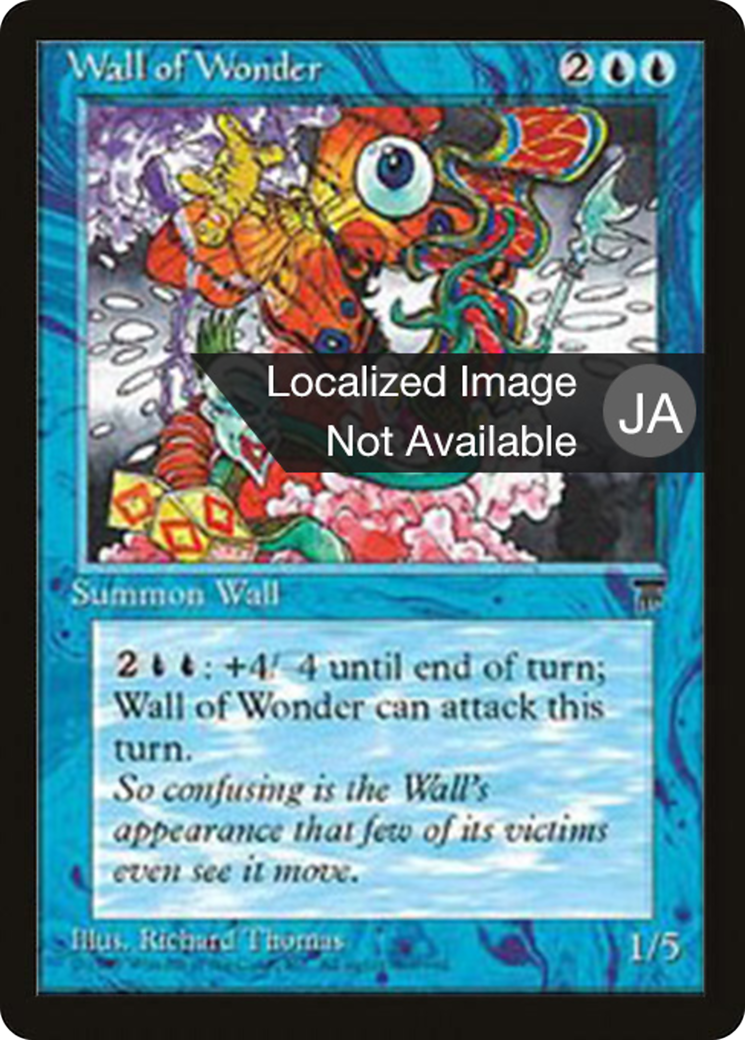 Wall of Wonder
2
Localized Image
Not Available
JA
Summon Wall
2 : +4/ 4 until end of turn;
Wall of Wonder can attack this
turn.
So confusing is the Wall's
appearance that few of its victims
even see it move.
Illus. Richard Thomas
1/5